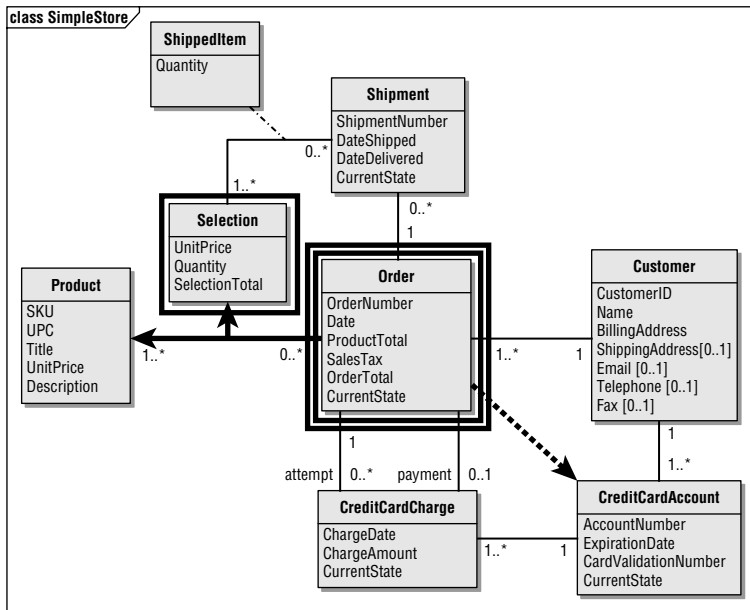 class SimpleStore
ShippedItem
Quantity
Shipment
ShipmentNumber
DateShipped
DateDelivered
CurrentState
0..*
1..*
0..*
1
Selection
UnitPrice
Quantity
SelectionTotal
Product
SKU
UPC
Title
UnitPrice
Description
1..*
0..*
Order
OrderNumber
Date
ProductTotal
SalesTax
OrderTotal
CurrentState
1..*
1
Customer
CustomerID
Name
BillingAddress
ShippingAddress[0..1]
Email [0..1]
Telephone [0..1]
Fax [0..1]
1
1..*
1
attempt
0..*
payment
0..1
CreditCardCharge
ChargeDate
ChargeAmount
CurrentState
1..*
1
CreditCardAccount
AccountNumber
ExpirationDate
CardValidationNumber
CurrentState